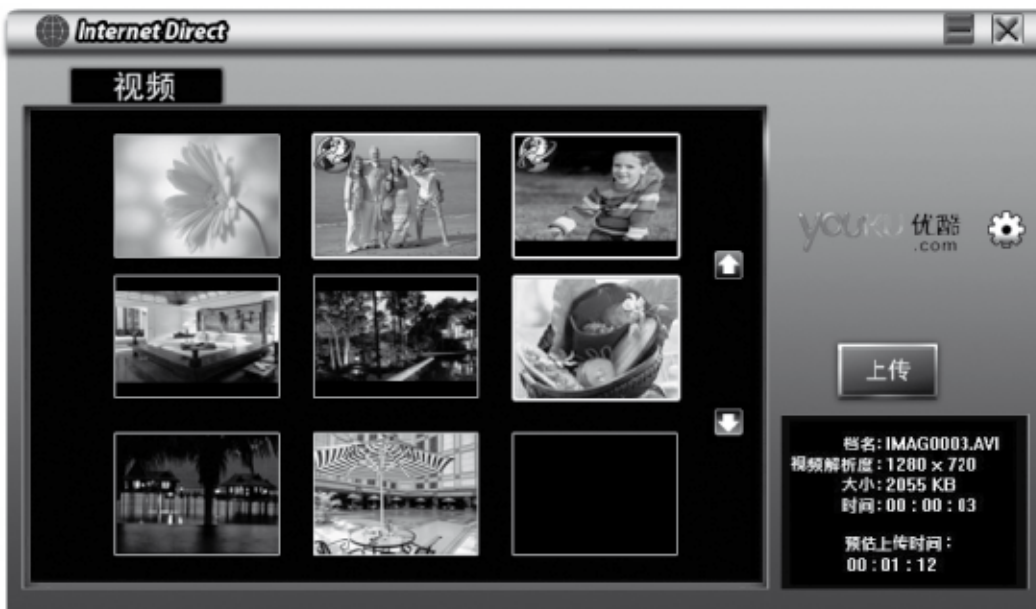 Internet Direct
视频
youku 优酷
.com
上传
档名: IMAG0003.AVI
视频解析度: 1280 x 720
大小: 2055 KB
时间: 00 : 00 : 03
预估上传时间:
00 : 01 : 12